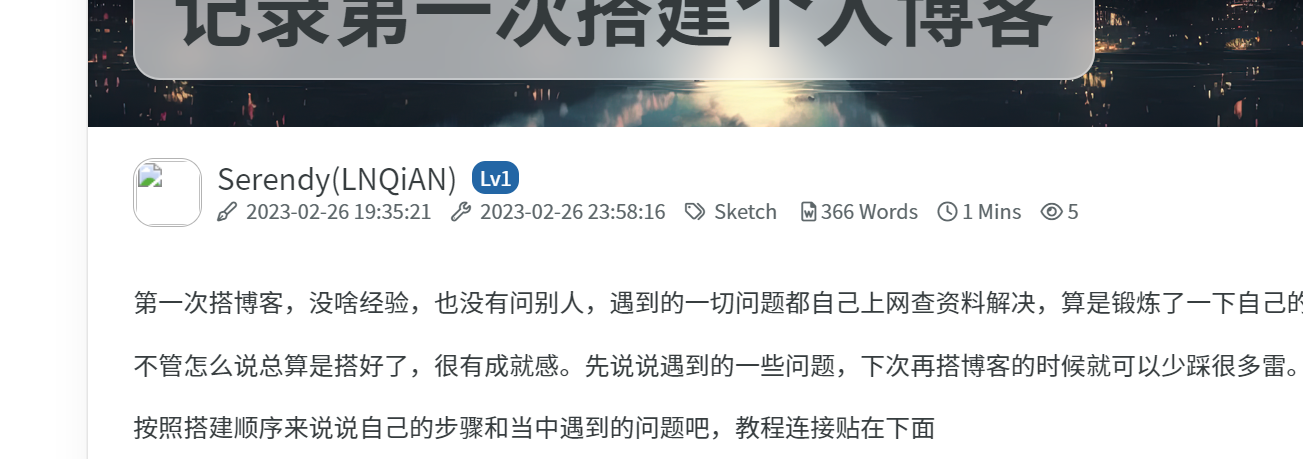 记录第一次搭建个人博客
Serendy(LNQiAN) Lv1
2023-02-26 19:35:21 2023-02-26 23:58:16 Sketch 366 Words 1 Mins 5
第一次搭博客，没啥经验，也没有问别人，遇到的一切问题都自己上网查资料解决，算是锻炼了一下自己的
不管怎么说总算是搭好了，很有成就感。先说说遇到的一些问题，下次再搭博客的时候就可以少踩很多雷。
按照搭建顺序来说说自己的步骤和当中遇到的问题吧，教程连接贴在下面